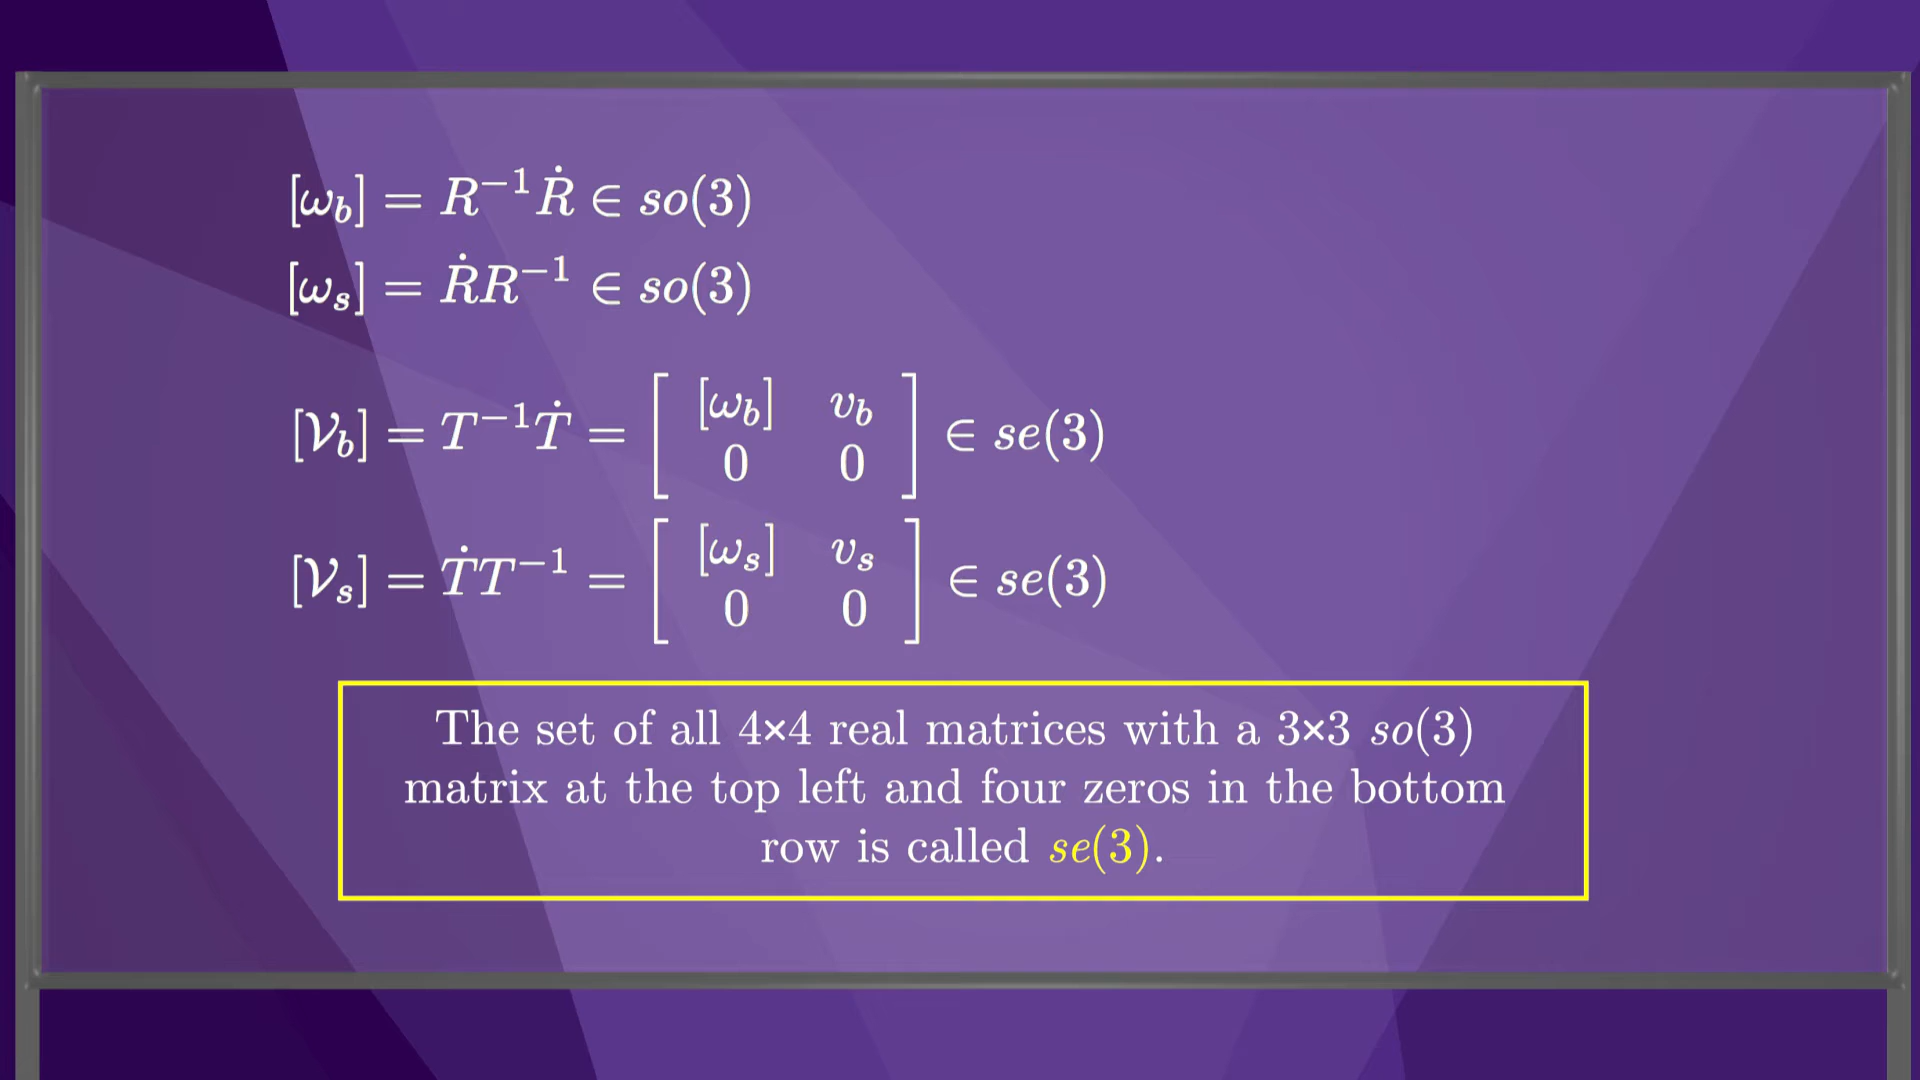 [ω_b] = R^{-1}Ṙ ∈ so(3)
[ω_s] = ṘR^{-1} ∈ so(3)
[𝒱_b] = T^{-1}Ṫ = [ [ω_b] v_b ; 0 0 ] ∈ se(3)
[𝒱_s] = ṪT^{-1} = [ [ω_s] v_s ; 0 0 ] ∈ se(3)
The set of all 4×4 real matrices with a 3×3 so(3)
matrix at the top left and four zeros in the bottom
row is called se(3).